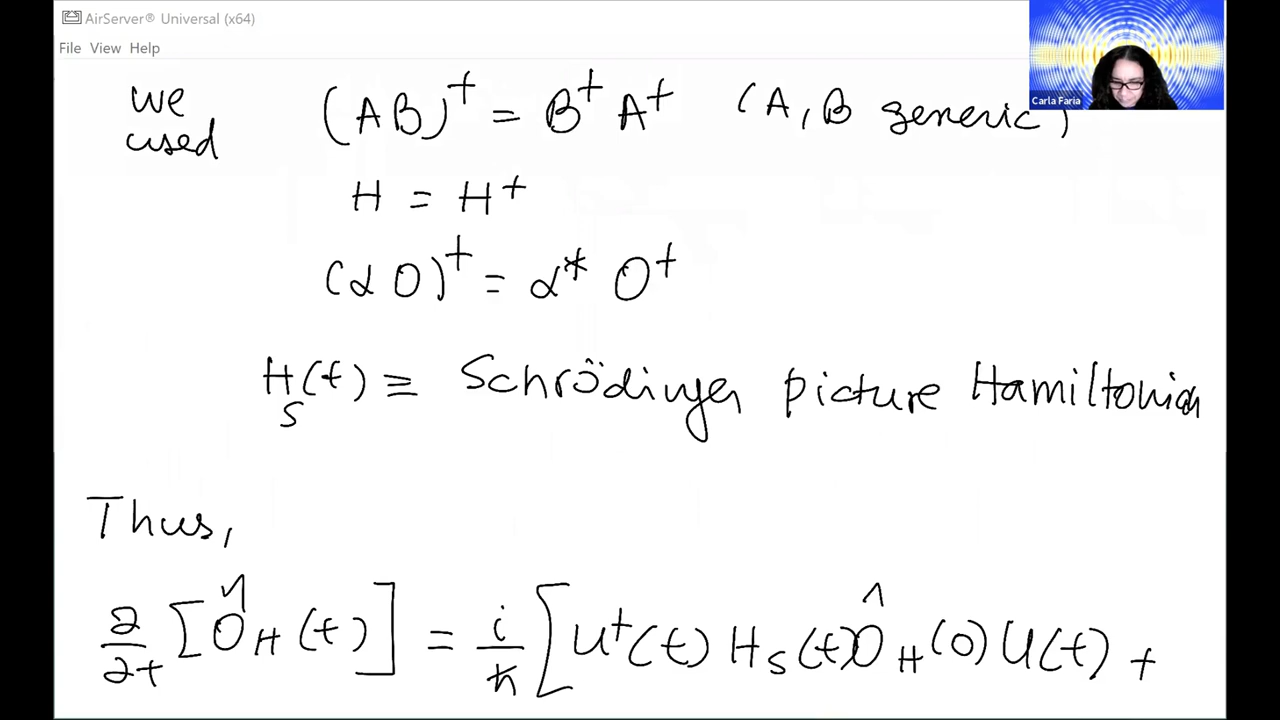 AirServer® Universal (x64)
File View Help
Carla Faria
we used (AB)† = B†A† (A, B generic)
H = H†
(α O)† = α* O†
H_S(t) ≡ Schrödinger picture Hamiltonian
Thus,
∂/∂t [Ô_H(t)] = i/ħ [U†(t) H_S(t) Ô_H(0) U(t) +